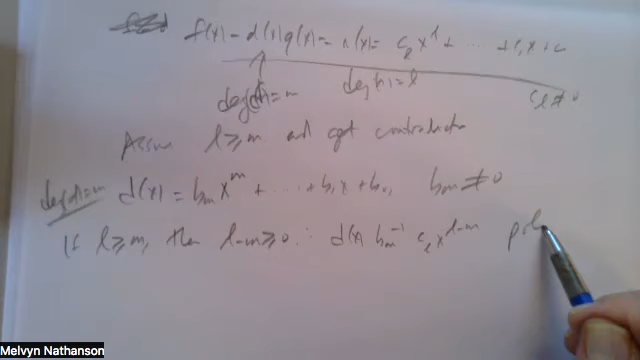 f(x) - d(x)q(x) = r(x) = c_l x^l + ... + c_1 x + c_0
deg(d) = m deg(r) = l c_l ≠ 0
Assume l ≥ m and get contradiction
deg(d) = m d(x) = b_m x^m + ... + b_1 x + b_0, b_m ≠ 0
If l ≥ m, then l-m ≥ 0 ∴ d(x) b_m^{-1} c_l x^{l-m}
Melvyn Nathanson